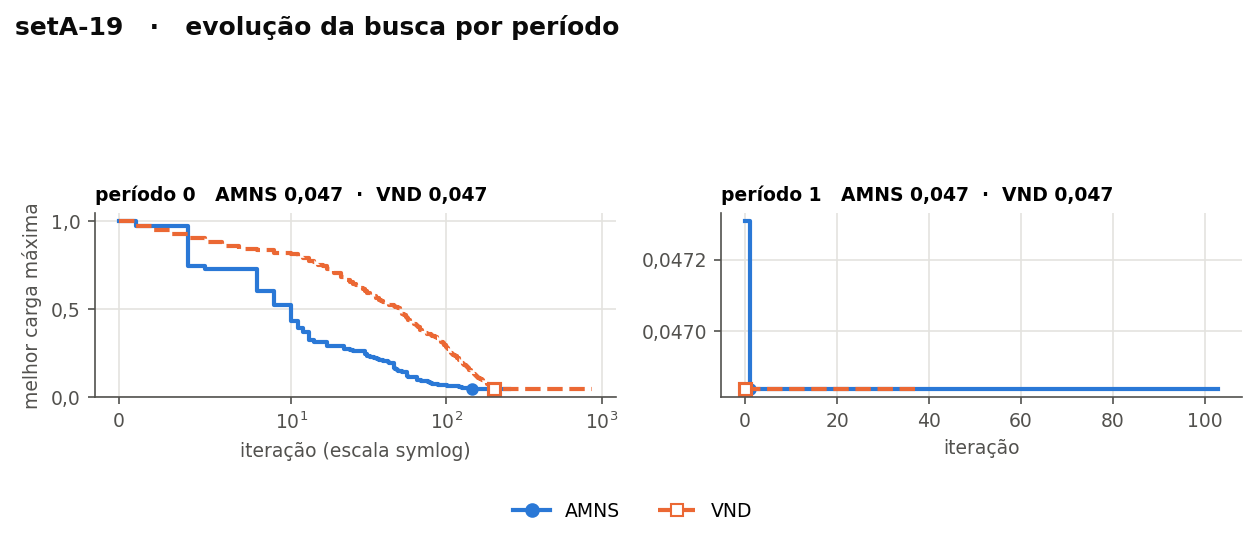 setA-19 · evolução da busca por período
período 0 AMNS 0,047 · VND 0,047
melhor carga máxima
1,0
0,5
0,0
0
10¹
10²
10³
iteração (escala symlog)
período 1 AMNS 0,047 · VND 0,047
0,0472
0,0470
0
20
40
60
80
100
iteração
AMNS
VND